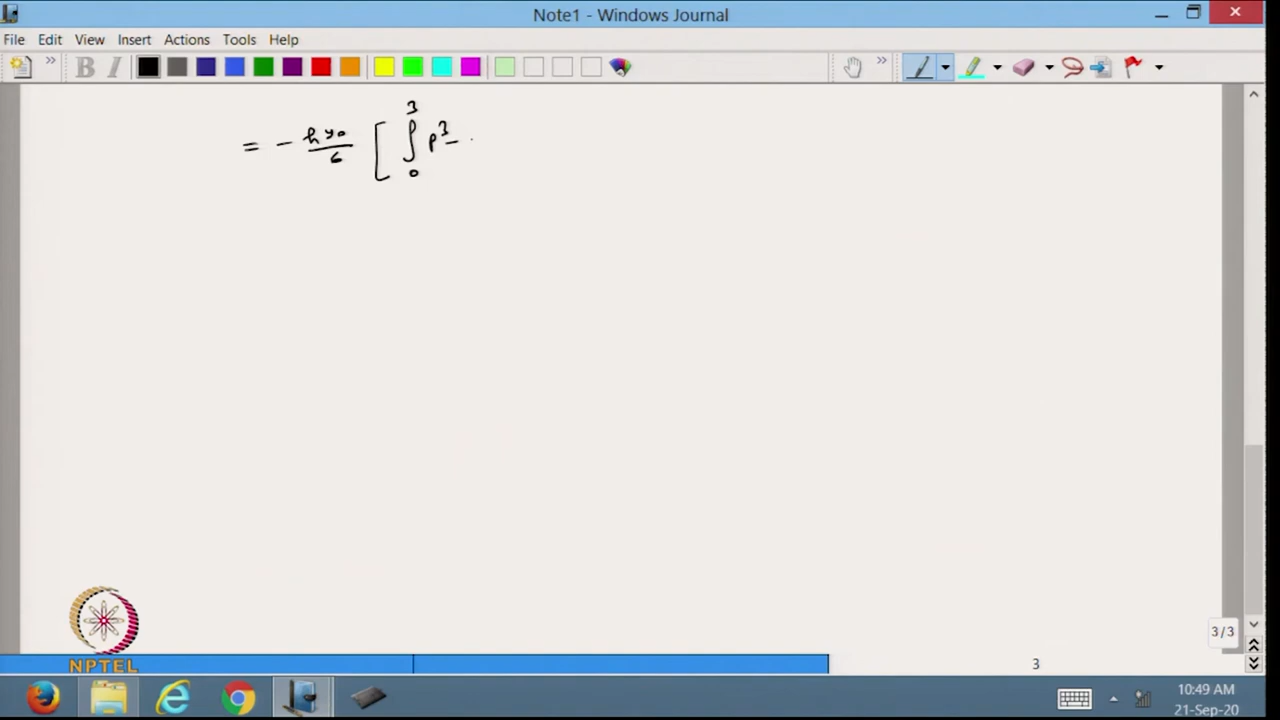 Note1 - Windows Journal
File Edit View Insert Actions Tools Help
B I
= - h y₀ / 6 [ ∫₀³ p³ -
3 / 3
NPTEL
3
10:49 AM
21-Sep-20